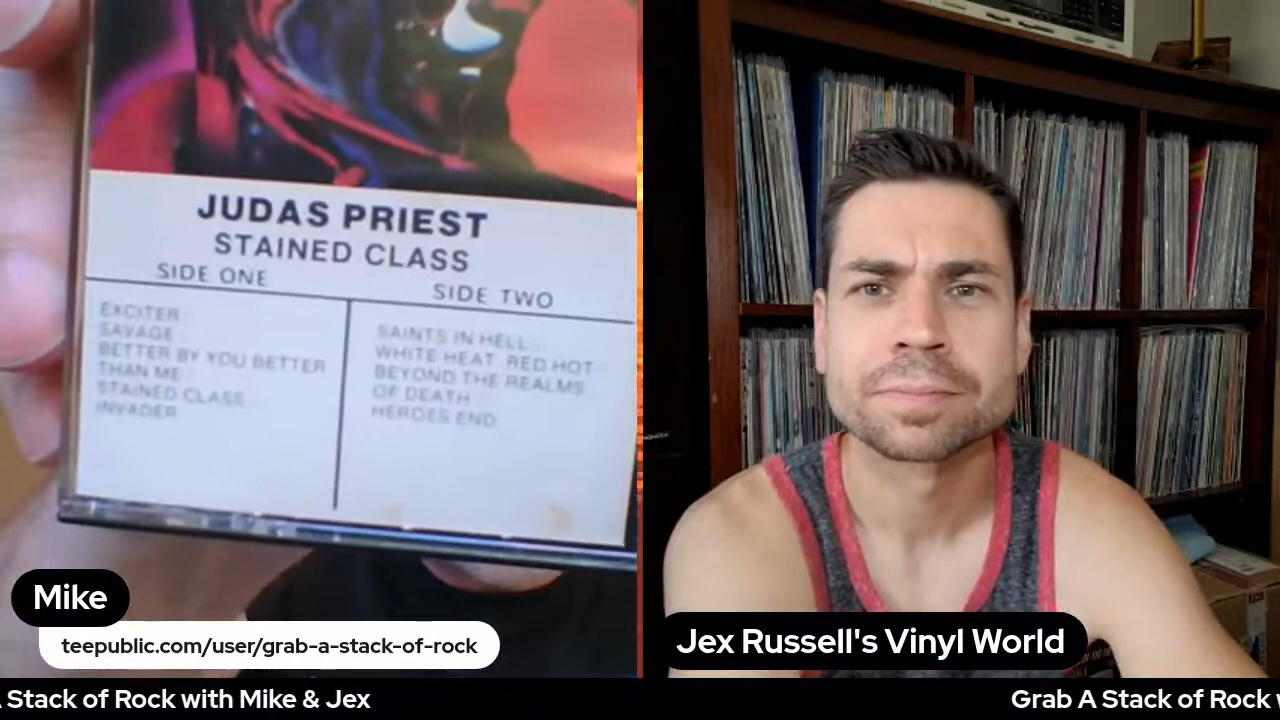 JUDAS PRIEST
STAINED CLASS
SIDE ONE
EXCITER
SAVAGE
BETTER BY YOU BETTER
THAN ME
STAINED CLASS
INVADER
SIDE TWO
SAINTS IN HELL
WHITE HEAT RED HOT
BEYOND THE REALMS
OF DEATH
HEROES END
Mike
teepublic.com/user/grab-a-stack-of-rock
Jex Russell's Vinyl World
Stack of Rock with Mike & Jex
Grab A Stack of Rock